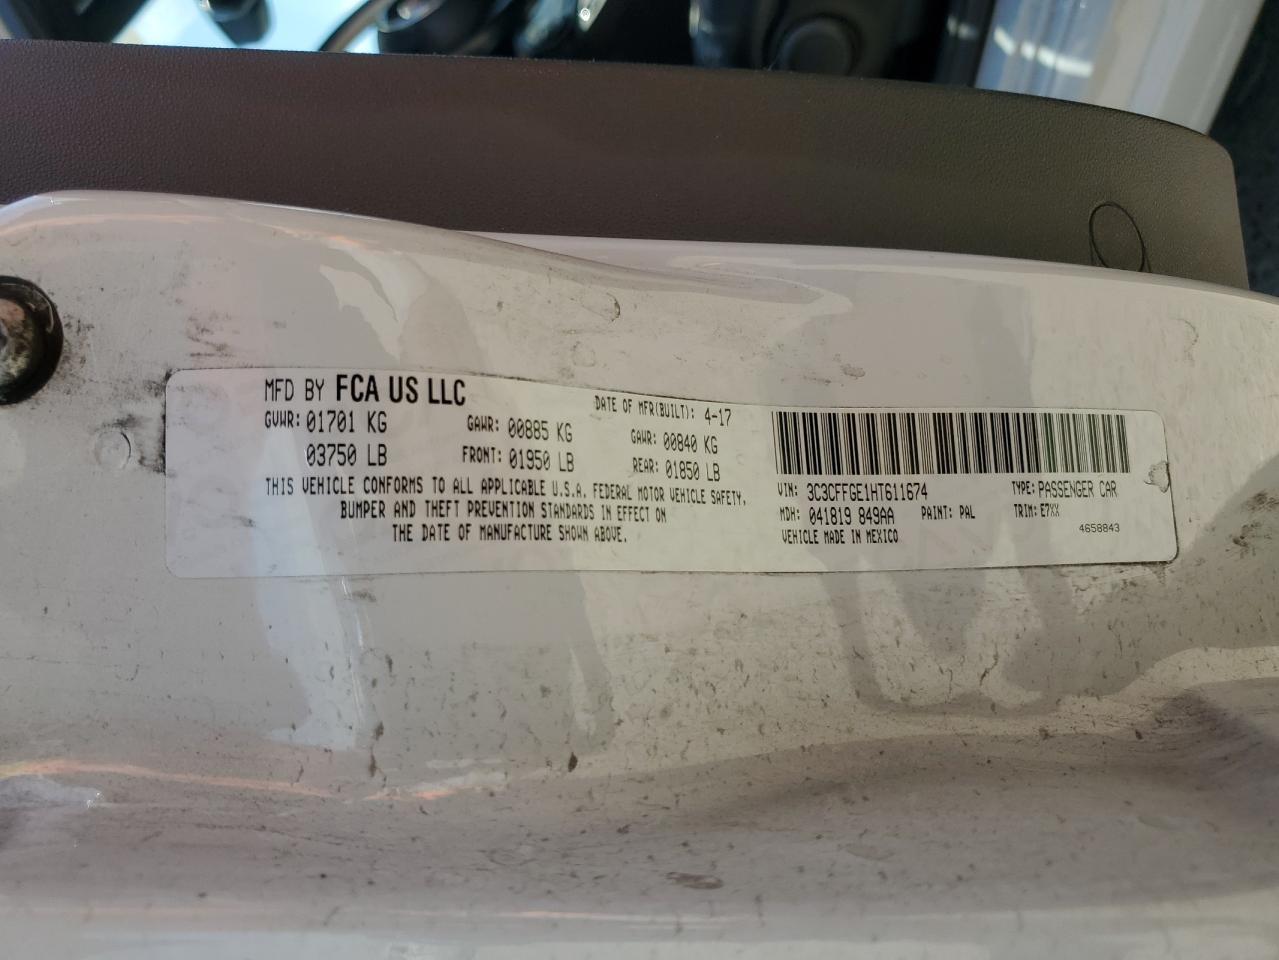 MFD BY FCA US LLC
DATE OF MFR(BUILT): 4-17
GVWR: 01701 KG GAWR: 00885 KG GAWR: 00840 KG
03750 LB FRONT: 01950 LB REAR: 01850 LB
THIS VEHICLE CONFORMS TO ALL APPLICABLE U.S.A. FEDERAL MOTOR VEHICLE SAFETY,
BUMPER AND THEFT PREVENTION STANDARDS IN EFFECT ON
THE DATE OF MANUFACTURE SHOWN ABOVE.
VIN: 3C3CFFGE1HT611674 TYPE: PASSENGER CAR
MDH: 041819 849AA PAINT: PAL TRIM: E7XX
VEHICLE MADE IN MEXICO 4658843